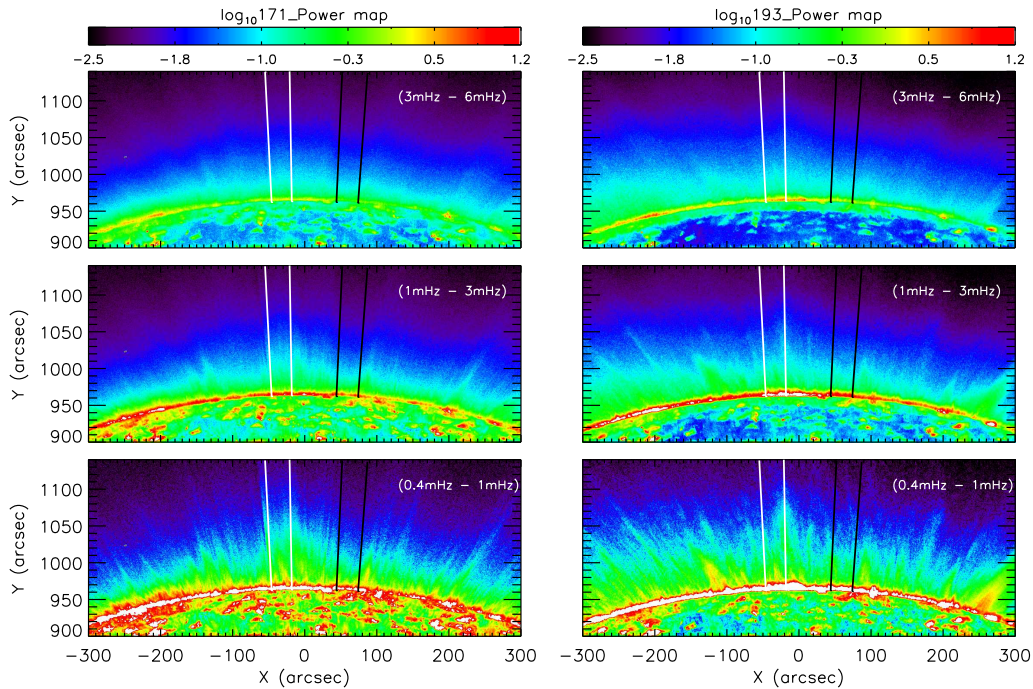 log₁₀171_Power map
log₁₀193_Power map
−2.5 −1.8 −1.0 −0.3 0.5 1.2
−2.5 −1.8 −1.0 −0.3 0.5 1.2
(3mHz − 6mHz)
(3mHz − 6mHz)
Y (arcsec)
1100
1050
1000
950
900
(1mHz − 3mHz)
(1mHz − 3mHz)
Y (arcsec)
1100
1050
1000
950
900
(0.4mHz − 1mHz)
(0.4mHz − 1mHz)
Y (arcsec)
1100
1050
1000
950
900
−300 −200 −100 0 100 200 300
−300 −200 −100 0 100 200 300
X (arcsec)
X (arcsec)